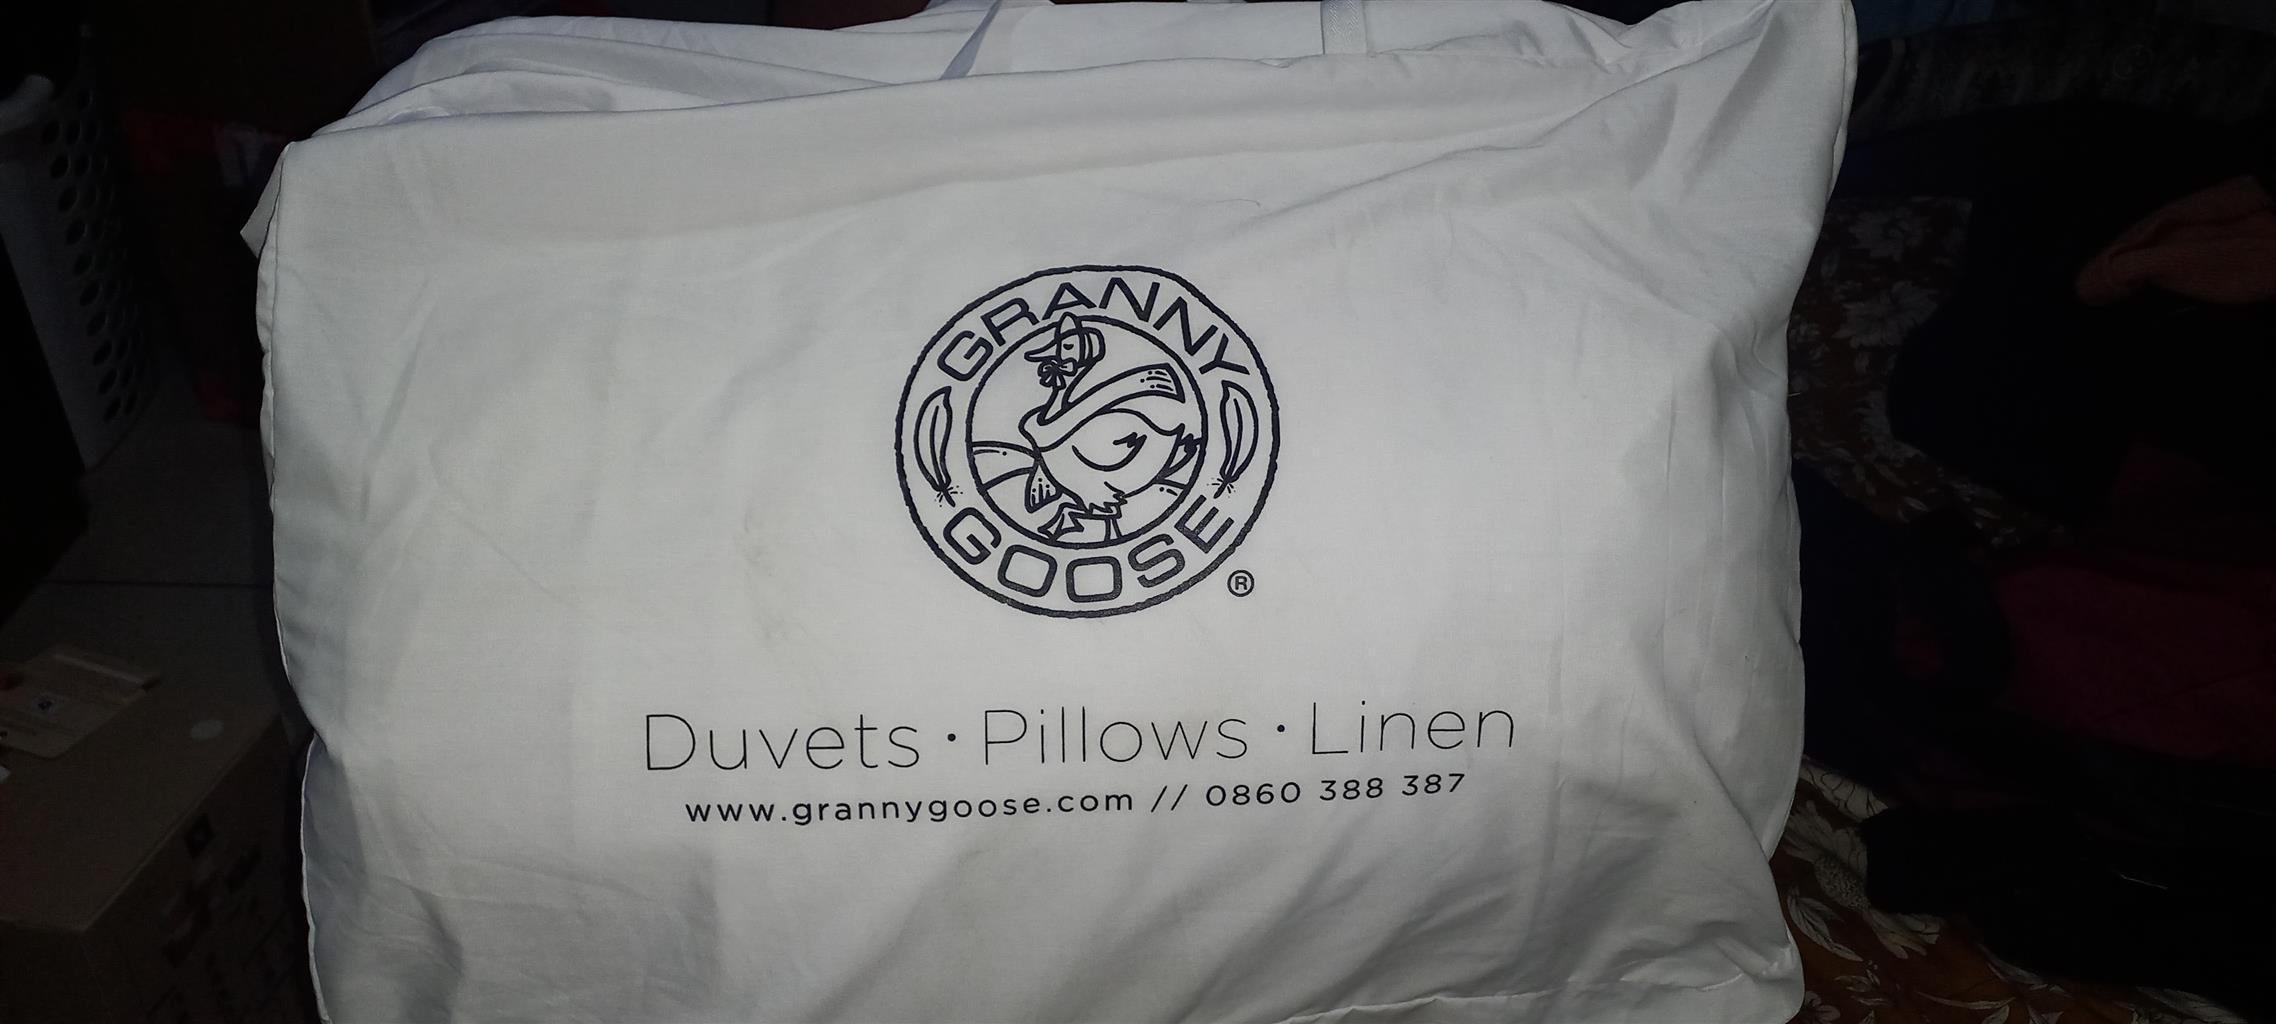 GRANNY
GOOSE
®
Duvets · Pillows · Linen
www.grannygoose.com // 0860 388 387